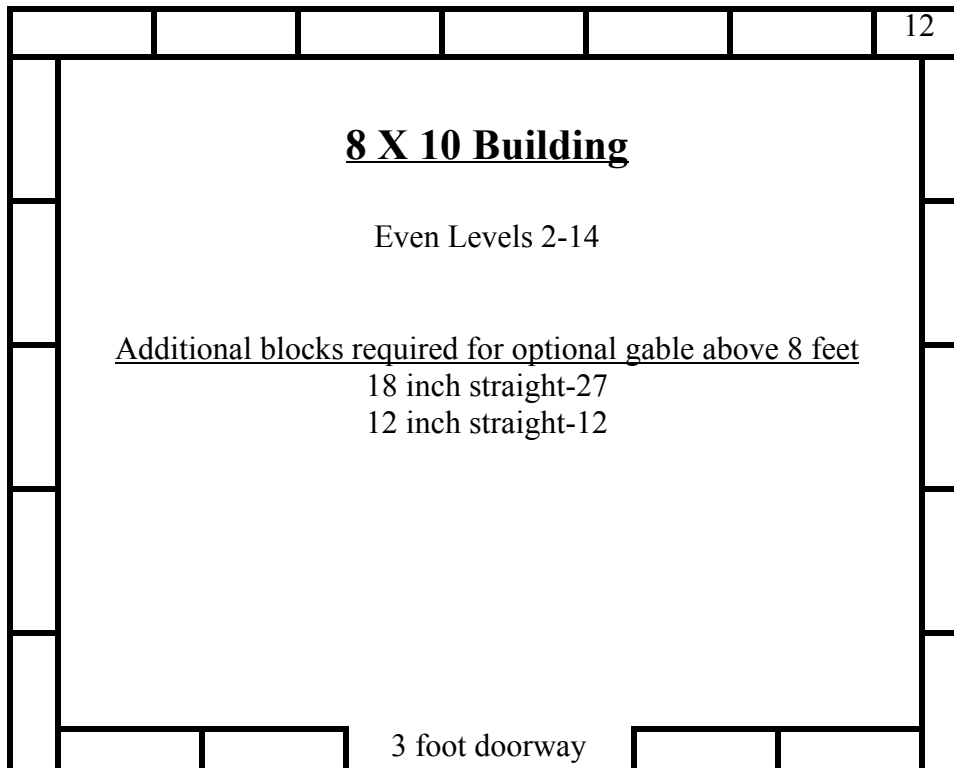 12
8 X 10 Building
Even Levels 2-14
Additional blocks required for optional gable above 8 feet
18 inch straight-27
12 inch straight-12
3 foot doorway